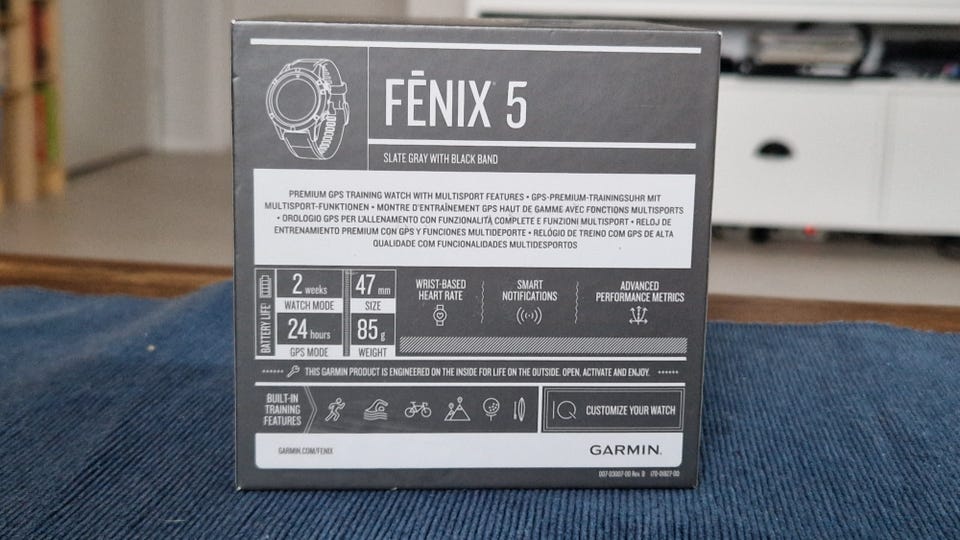 FĒNIX 5
SLATE GRAY WITH BLACK BAND
PREMIUM GPS TRAINING WATCH WITH MULTISPORT FEATURES • GPS-PREMIUM-TRAININGSUHR MIT
MULTISPORT-FUNKTIONEN • MONTRE D'ENTRAÎNEMENT GPS HAUT DE GAMME AVEC FONCTIONS MULTISPORTS
• OROLOGIO GPS PER L'ALLENAMENTO CON FUNZIONALITÀ COMPLETE E FUNZIONI MULTISPORT • RELOJ DE
ENTRENAMIENTO PREMIUM CON GPS Y FUNCIONES MULTIDEPORTE • RELÓGIO DE TREINO COM GPS DE ALTA
QUALIDADE COM FUNCIONALIDADES MULTIDESPORTOS
BATTERY LIFE
2 weeks
WATCH MODE
24 hours
GPS MODE
47 mm
SIZE
85 g
WEIGHT
WRIST-BASED
HEART RATE
SMART
NOTIFICATIONS
ADVANCED
PERFORMANCE METRICS
THIS GARMIN PRODUCT IS ENGINEERED ON THE INSIDE FOR LIFE ON THE OUTSIDE. OPEN, ACTIVATE AND ENJOY.
BUILT-IN
TRAINING
FEATURES
IQ CUSTOMIZE YOUR WATCH
GARMIN.COM/FENIX
GARMIN.